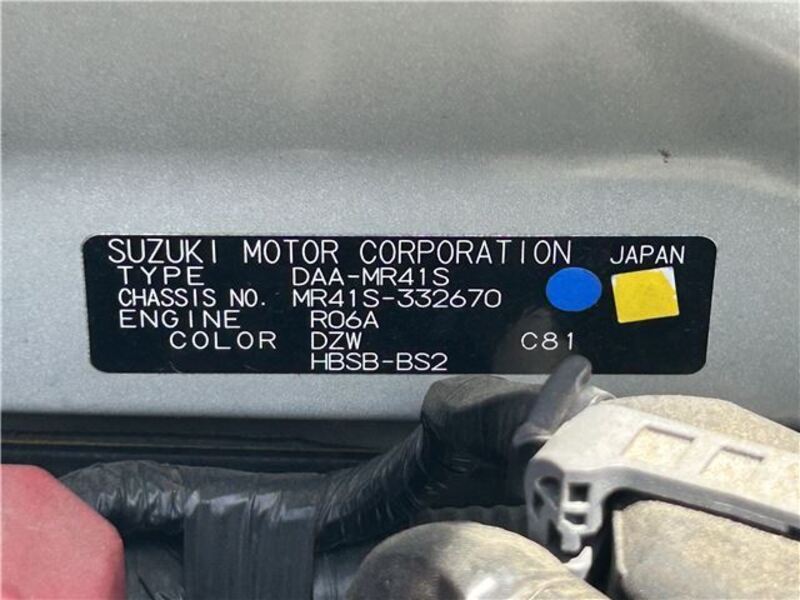 SUZUKI MOTOR CORPORATION JAPAN
TYPE DAA-MR41S
CHASSIS NO. MR41S-332670
ENGINE R06A
COLOR DZW C81
HBSB-BS2